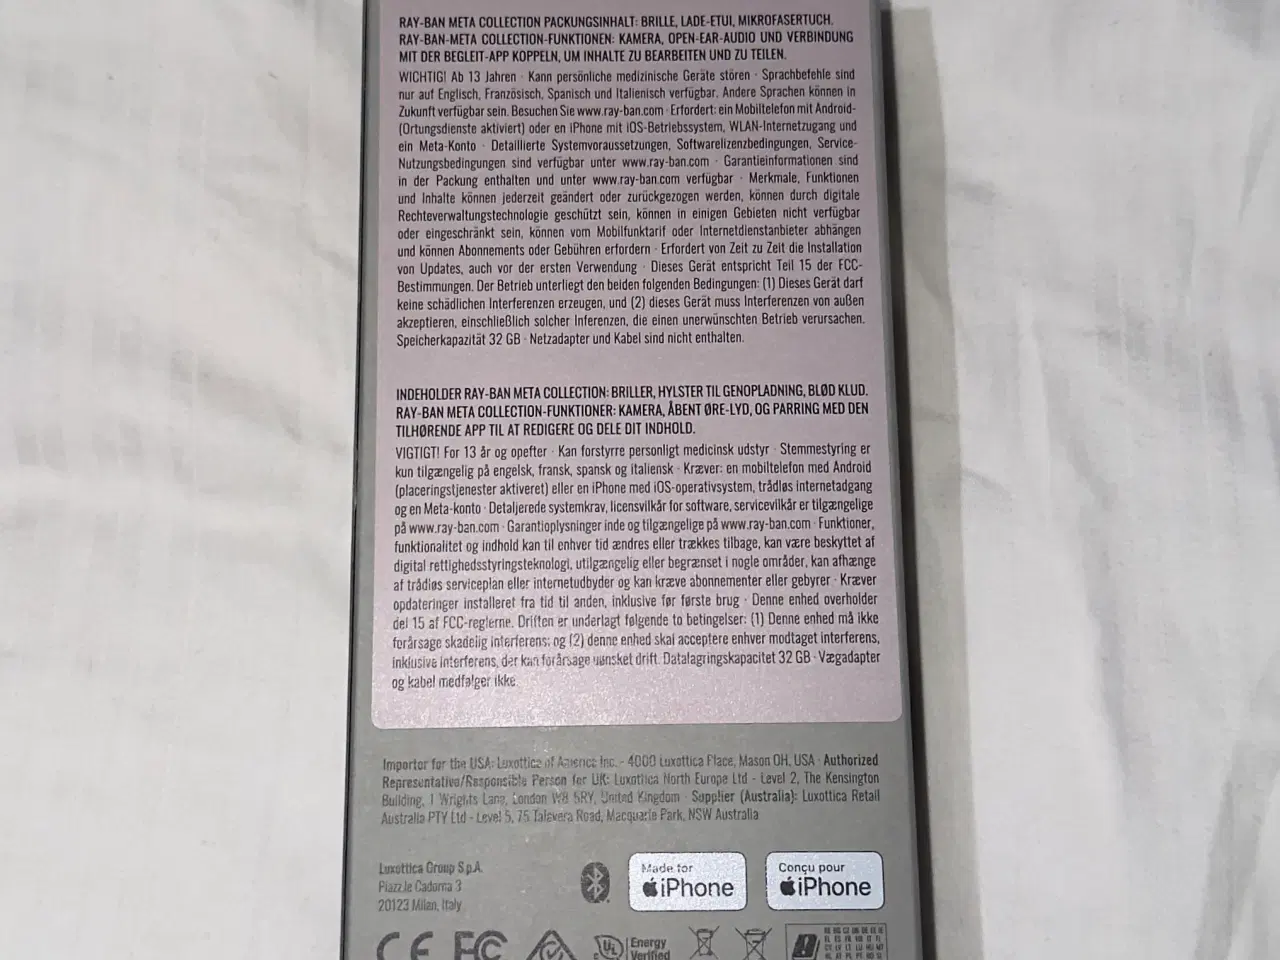 RAY-BAN META COLLECTION PACKUNGSINHALT: BRILLE, LADE-ETUI, MIKROFASERTUCH.
RAY-BAN-META COLLECTION-FUNKTIONEN: KAMERA, OPEN-EAR-AUDIO UND VERBINDUNG
MIT DER BEGLEIT-APP KOPPELN, UM INHALTE ZU BEARBEITEN UND ZU TEILEN.
WICHTIG! Ab 13 Jahren · Kann persönliche medizinische Geräte stören · Sprachbefehle sind
nur auf Englisch, Französisch, Spanisch und Italienisch verfügbar. Andere Sprachen können in
Zukunft verfügbar sein. Besuchen Sie www.ray-ban.com · Erfordert: ein Mobiltelefon mit Android-
(Ortungsdienste aktiviert) oder en iPhone mit iOS-Betriebssystem, WLAN-Internetzugang und
ein Meta-Konto · Detaillierte Systemvoraussetzungen, Softwarelizenzbedingungen, Service-
Nutzungsbedingungen sind verfügbar unter www.ray-ban.com · Garantieinformationen sind
in der Packung enthalten und unter www.ray-ban.com verfügbar · Merkmale, Funktionen
und Inhalte können jederzeit geändert oder zurückgezogen werden, können durch digitale
Rechteverwaltungstechnologie geschützt sein, können in einigen Gebieten nicht verfügbar
oder eingeschränkt sein, können vom Mobilfunktarif oder Internetdienstanbieter abhängen
und können Abonnements oder Gebühren erfordern · Erfordert von Zeit zu Zeit die Installation
von Updates, auch vor der ersten Verwendung · Dieses Gerät entspricht Teil 15 der FCC-
Bestimmungen. Der Betrieb unterliegt den beiden folgenden Bedingungen: (1) Dieses Gerät darf
keine schädlichen Interferenzen erzeugen, und (2) dieses Gerät muss Interferenzen von außen
akzeptieren, einschließlich solcher Inferenzen, die einen unerwünschten Betrieb verursachen.
Speicherkapazität 32 GB · Netzadapter und Kabel sind nicht enthalten.
INDEHOLDER RAY-BAN META COLLECTION: BRILLER, HYLSTER TIL GENOPLADNING, BLØD KLUD.
RAY-BAN META COLLECTION-FUNKTIONER: KAMERA, ÅBENT ØRE-LYD, OG PARRING MED DEN
TILHØRENDE APP TIL AT REDIGERE OG DELE DIT INDHOLD.
VIGTIGT! For 13 år og opefter · Kan forstyrre personligt medicinsk udstyr · Stemmestyring er
kun tilgængelig på engelsk, fransk, spansk og italiensk · Kræver: en mobiltelefon med Android
(placeringstjenester aktiveret) eller en iPhone med iOS-operativsystem, trådløs internetadgang
og en Meta-konto · Detaljerede systemkrav, licensvilkår for software, servicevilkår er tilgængelige
på www.ray-ban.com · Garantioplysninger inde og tilgængelige på www.ray-ban.com · Funktioner,
funktionalitet og indhold kan til enhver tid ændres eller trækkes tilbage, kan være beskyttet af
digital rettighedsstyringsteknologi, utilgængelig eller begrænset i nogle områder, kan afhænge
af trådløs serviceplan eller internetudbyder og kan kræve abonnementer eller gebyrer · Kræver
opdateringer installeret fra tid til anden, inklusive før første brug · Denne enhed overholder
del 15 af FCC-reglerne. Driften er underlagt følgende to betingelser: (1) Denne enhed må ikke
forårsage skadelig interferens; og (2) denne enhed skal acceptere enhver modtaget interferens,
inklusive interferens, der kan forårsage uønsket drift. Datalagringskapacitet 32 GB · Vægadapter
og kabel medfølger ikke.
Importer for the USA: Luxottica of America Inc. - 4000 Luxottica Place, Mason OH, USA · Authorized
Representative/Responsible Person for UK: Luxottica North Europe Ltd - Level 2, The Kensington
Building, 1 Wrights Lane, London W8 5RY, United Kingdom · Supplier (Australia): Luxottica Retail
Australia PTY Ltd - Level 5, 75 Talavera Road, Macquarie Park, NSW Australia
Luxottica Group S.p.A.
Piazzle Cadorna 3
20123 Milan, Italy
Made for
iPhone
Conçu pour
iPhone
CE FC UL Energy
Verified